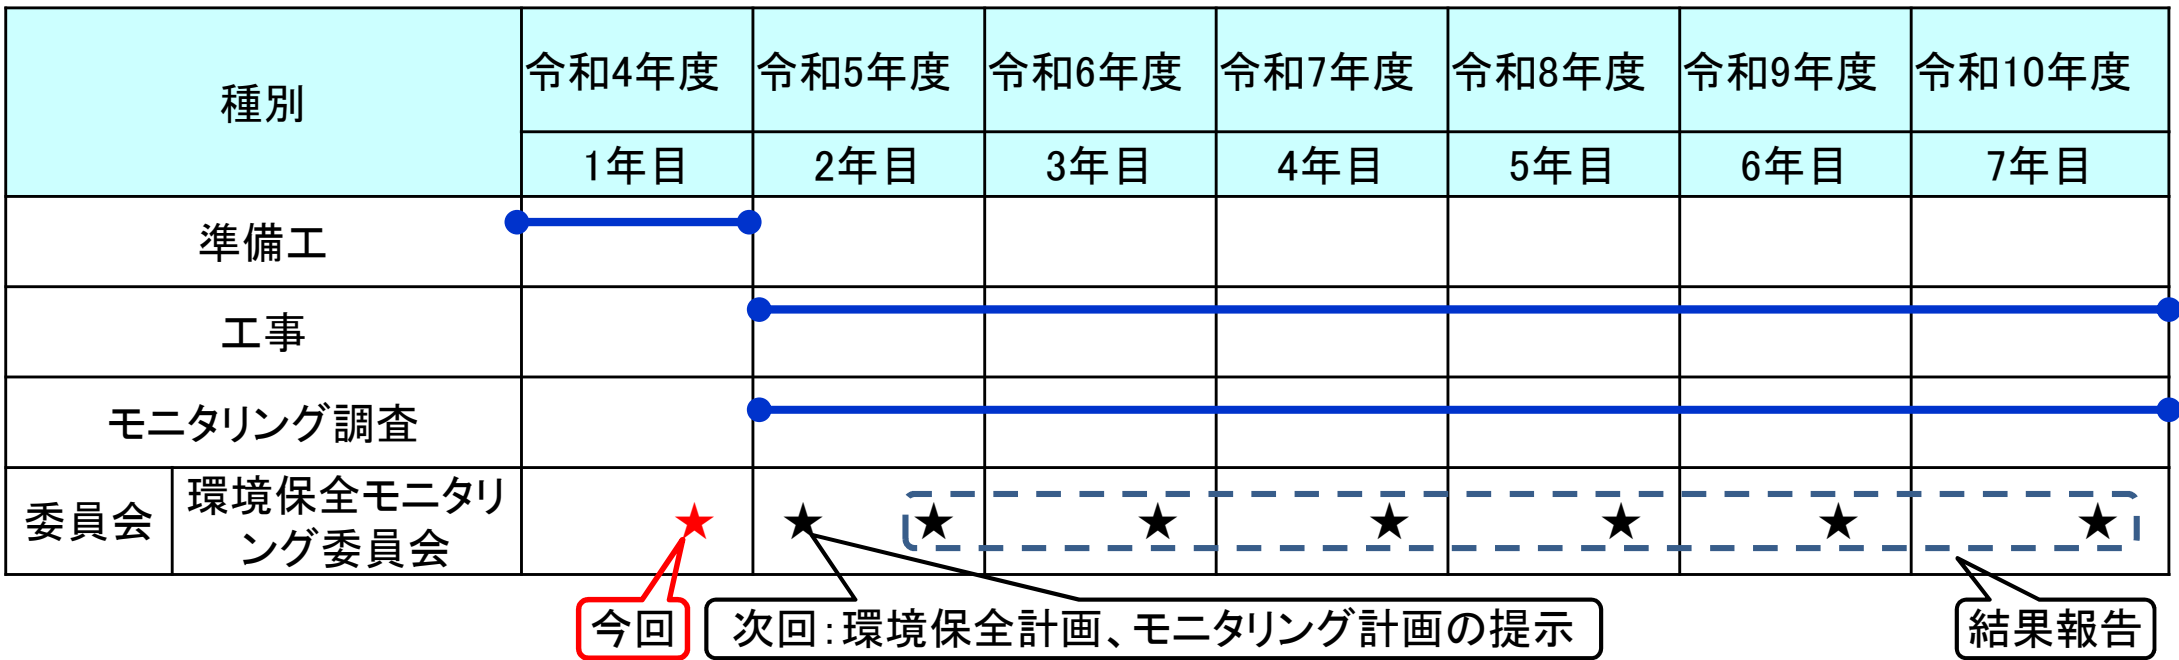 種別
令和4年度 令和5年度 令和6年度 令和7年度 令和8年度 令和9年度 令和10年度
1年目 2年目 3年目 4年目 5年目 6年目 7年目
準備工
工事
モニタリング調査
委員会
環境保全モニタリ
ング委員会
今回
次回:環境保全計画、モニタリング計画の提示
結果報告